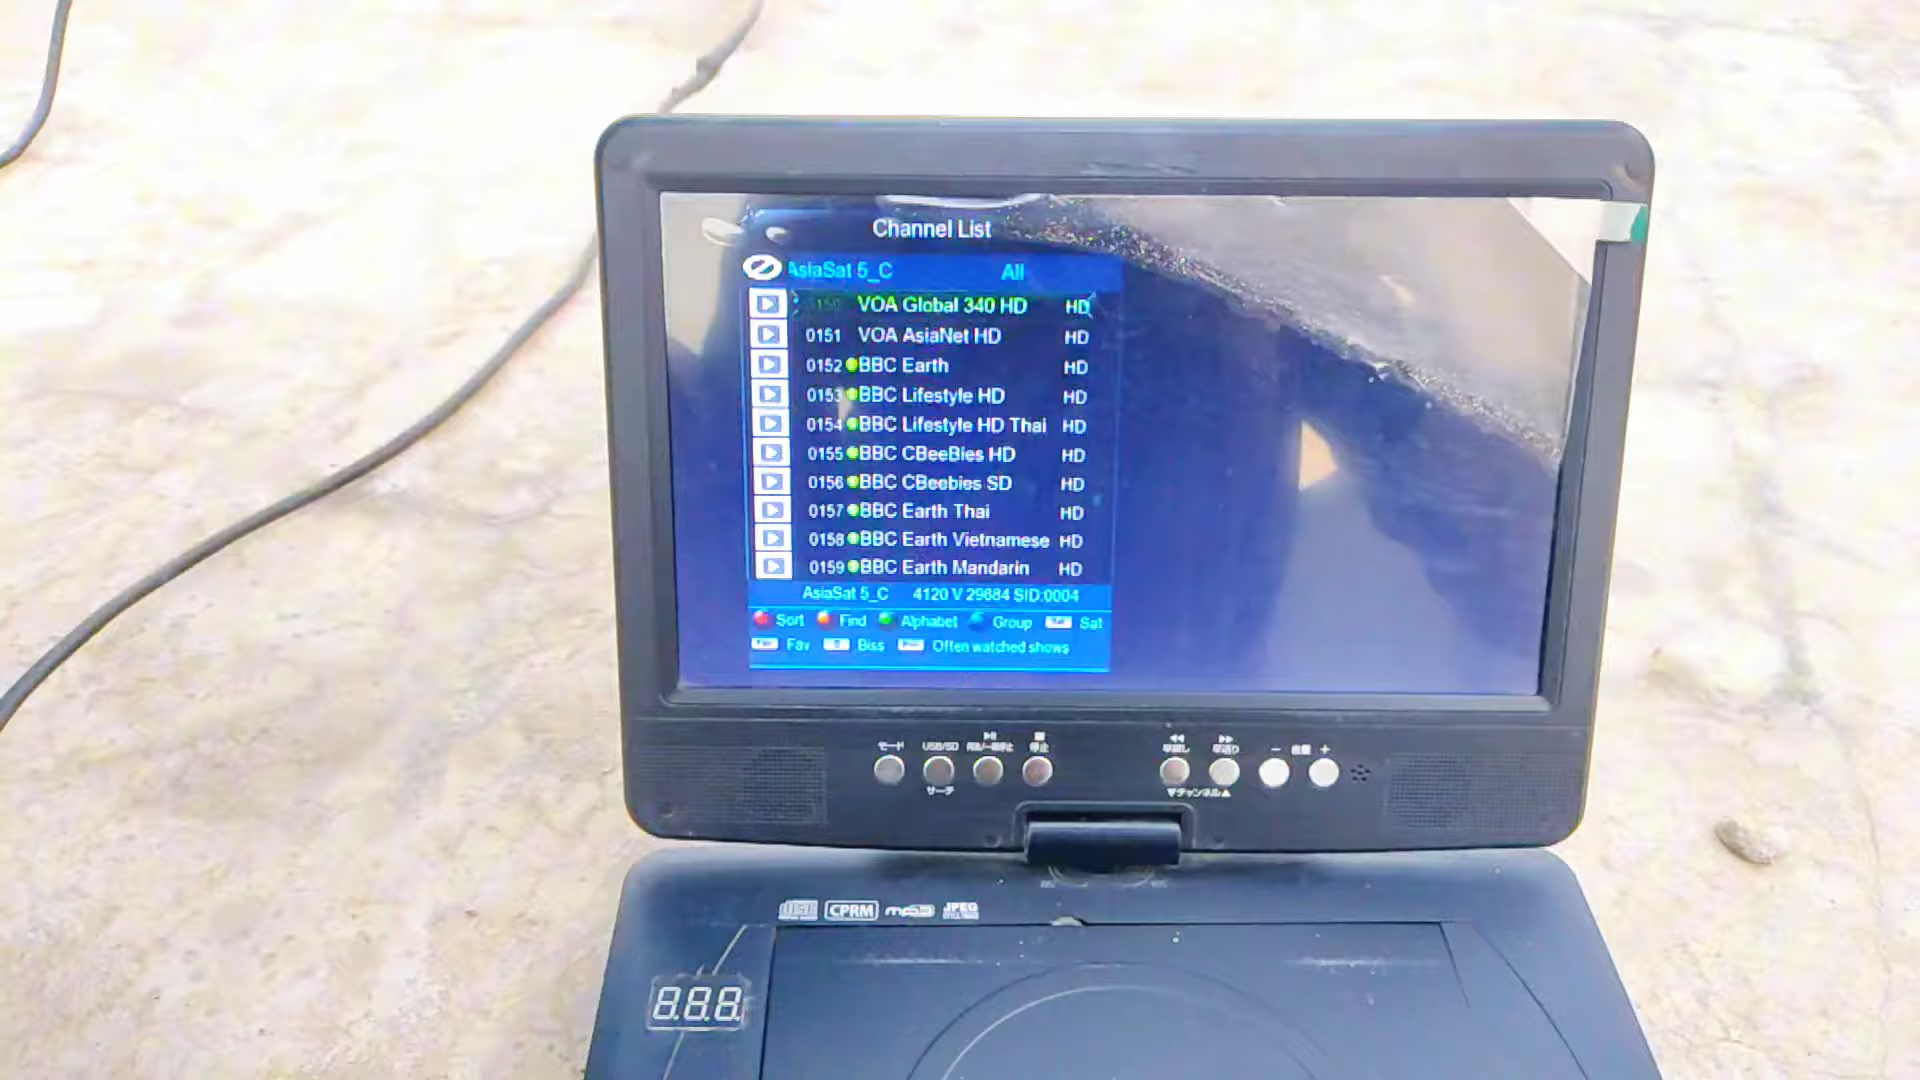 Channel List
AsiaSat 5_C All
0150 VOA Global 340 HD HD
0151 VOA AsiaNet HD HD
0152 BBC Earth HD
0153 BBC Lifestyle HD HD
0154 BBC Lifestyle HD Thai HD
0155 BBC CBeeBies HD HD
0156 BBC CBeebies SD HD
0157 BBC Earth Thai HD
0158 BBC Earth Vietnamese HD
0159 BBC Earth Mandarin HD
AsiaSat 5_C 4120 V 29684 SID:0004
Sort Find Alphabet Group Sat Sat
Fav Fav Biss Often watched shows
モード USB/SD 再生/一時停止 停止 早戻し 早送り － 音量 ＋
サーチ ▼チャンネル▲
CPRM mp3 JPEG
8.8.8.